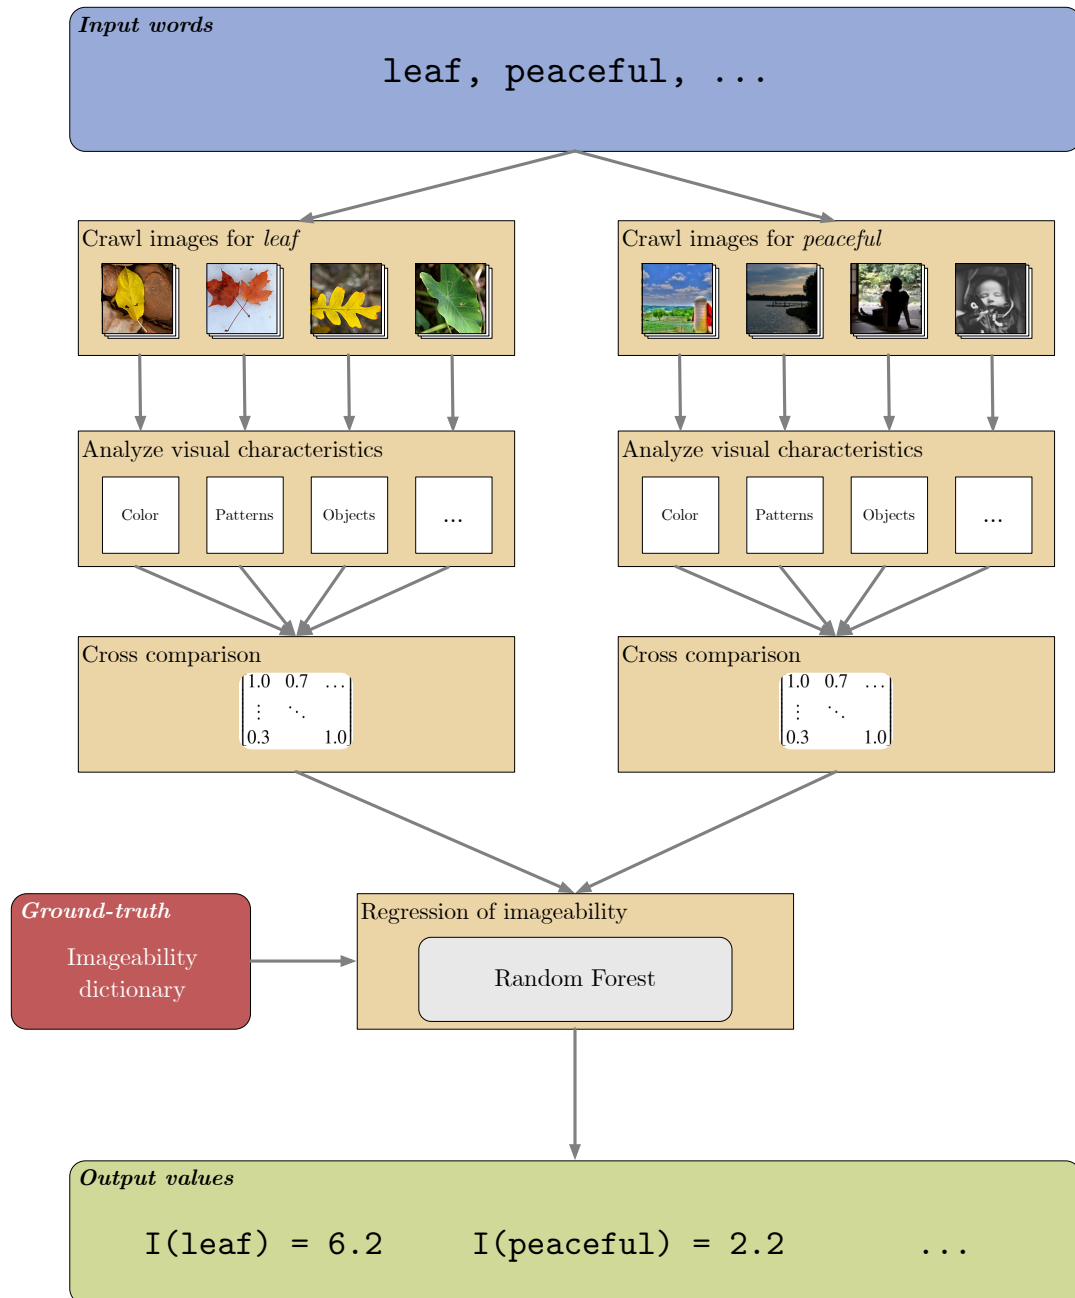 Input words
leaf, peaceful, ...
Crawl images for leaf
Crawl images for peaceful
Analyze visual characteristics
Color Patterns Objects ...
Analyze visual characteristics
Color Patterns Objects ...
Cross comparison
1.0 0.7 ...
⋮ ⋱
0.3 1.0
Cross comparison
1.0 0.7 ...
⋮ ⋱
0.3 1.0
Ground-truth
Imageability
dictionary
Regression of imageability
Random Forest
Output values
I(leaf) = 6.2 I(peaceful) = 2.2 ...